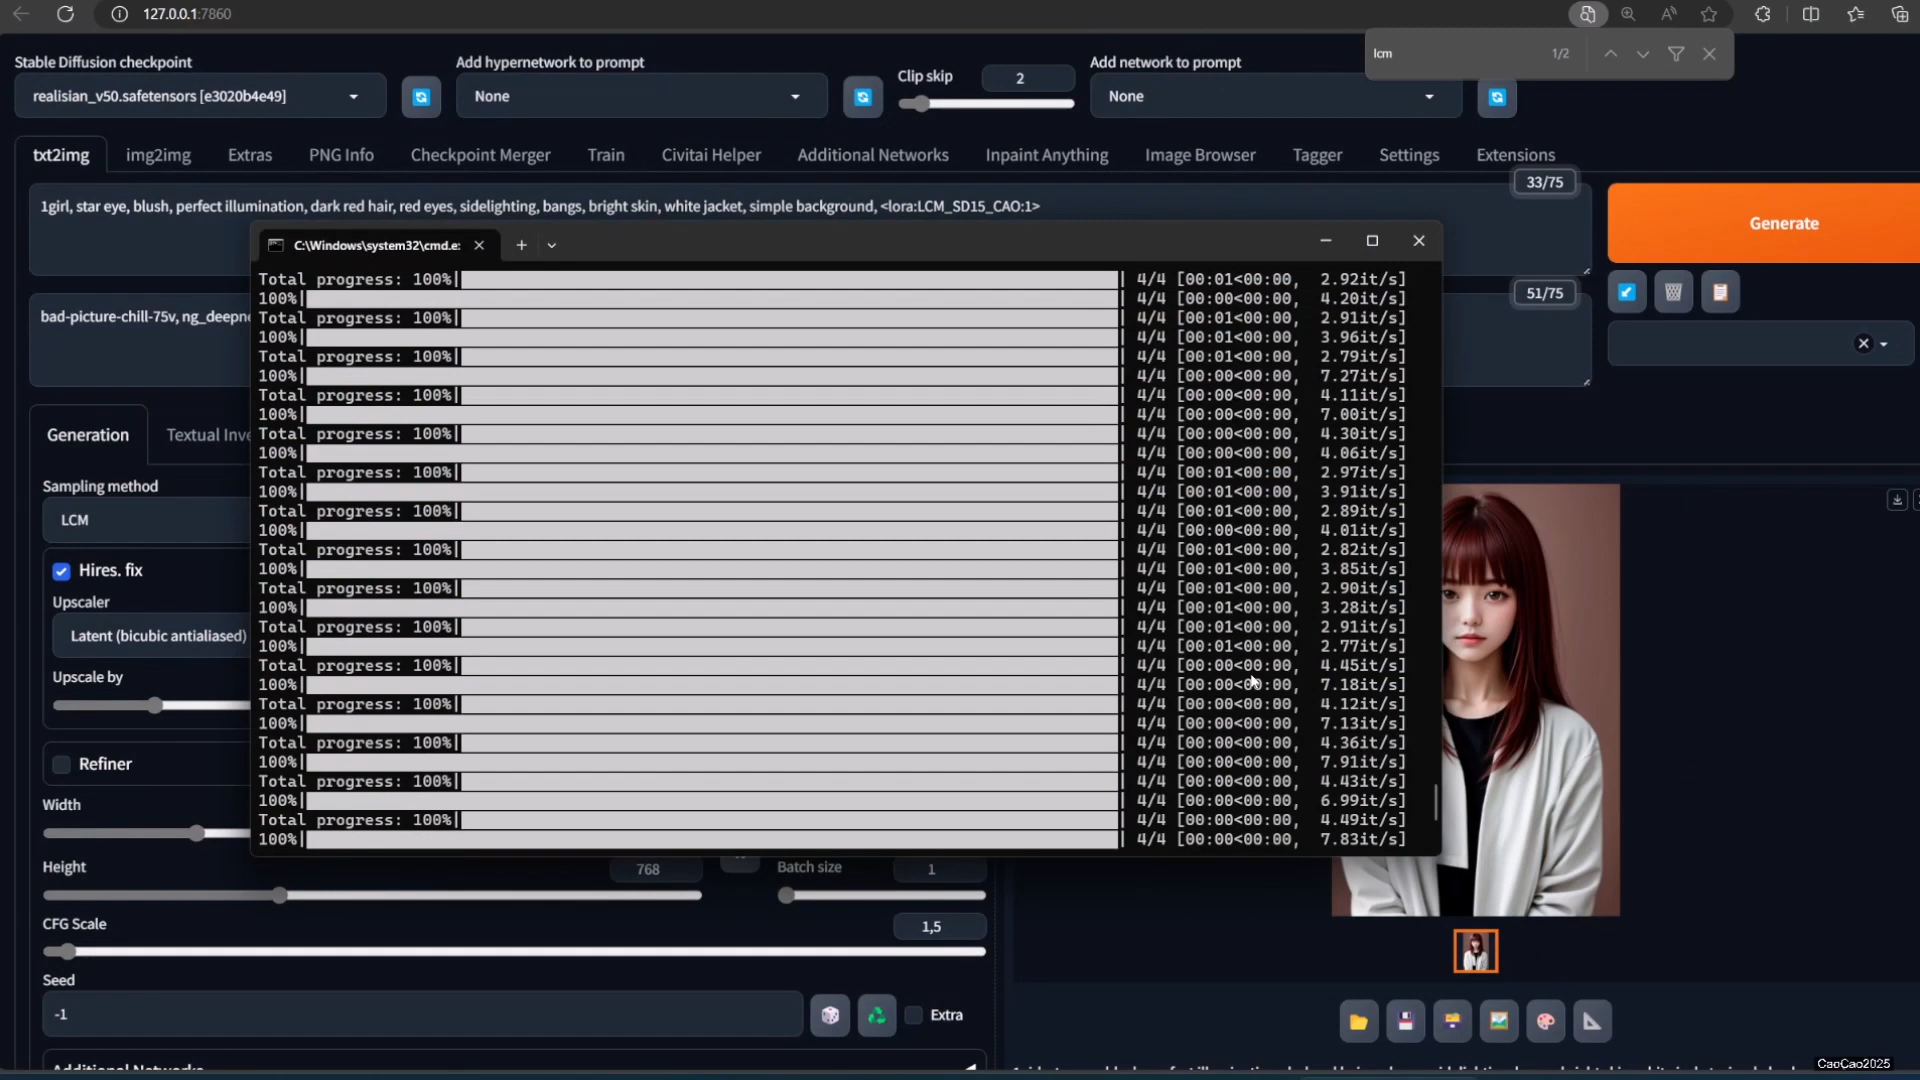 127.0.0.1:7860
lcm
1/2
Stable Diffusion checkpoint
Add hypernetwork to prompt
Clip skip
2
Add network to prompt
realisian_v50.safetensors [e3020b4e49]
None
None
txt2img
img2img
Extras
PNG Info
Checkpoint Merger
Train
Civitai Helper
Additional Networks
Inpaint Anything
Image Browser
Tagger
Settings
Extensions
33/75
1girl, star eye, blush, perfect illumination, dark red hair, red eyes, sidelighting, bangs, bright skin, white jacket, simple background, <lora:LCM_SD15_CAO:1>
Generate
C:\Windows\system32\cmd.e:
51/75
bad-picture-chill-75v, ng_deepne
Total progress: 100%| | 4/4 [00:01<00:00, 2.92it/s]
100%| | 4/4 [00:00<00:00, 4.20it/s]
Total progress: 100%| | 4/4 [00:01<00:00, 2.91it/s]
100%| | 4/4 [00:01<00:00, 3.96it/s]
Total progress: 100%| | 4/4 [00:01<00:00, 2.79it/s]
100%| | 4/4 [00:00<00:00, 7.27it/s]
Total progress: 100%| | 4/4 [00:00<00:00, 4.11it/s]
100%| | 4/4 [00:00<00:00, 7.00it/s]
Total progress: 100%| | 4/4 [00:00<00:00, 4.30it/s]
100%| | 4/4 [00:00<00:00, 4.06it/s]
Total progress: 100%| | 4/4 [00:01<00:00, 2.97it/s]
100%| | 4/4 [00:01<00:00, 3.91it/s]
Total progress: 100%| | 4/4 [00:01<00:00, 2.89it/s]
100%| | 4/4 [00:00<00:00, 4.01it/s]
Total progress: 100%| | 4/4 [00:01<00:00, 2.82it/s]
100%| | 4/4 [00:01<00:00, 3.85it/s]
Total progress: 100%| | 4/4 [00:01<00:00, 2.90it/s]
100%| | 4/4 [00:01<00:00, 3.28it/s]
Total progress: 100%| | 4/4 [00:01<00:00, 2.91it/s]
100%| | 4/4 [00:01<00:00, 2.77it/s]
Total progress: 100%| | 4/4 [00:00<00:00, 4.45it/s]
100%| | 4/4 [00:00<00:00, 7.18it/s]
Total progress: 100%| | 4/4 [00:00<00:00, 4.12it/s]
100%| | 4/4 [00:00<00:00, 7.13it/s]
Total progress: 100%| | 4/4 [00:00<00:00, 4.36it/s]
100%| | 4/4 [00:00<00:00, 7.91it/s]
Total progress: 100%| | 4/4 [00:00<00:00, 4.43it/s]
100%| | 4/4 [00:00<00:00, 6.99it/s]
Total progress: 100%| | 4/4 [00:00<00:00, 4.49it/s]
100%| | 4/4 [00:00<00:00, 7.83it/s]
Generation
Textual Inve
Sampling method
LCM
Hires. fix
Upscaler
Latent (bicubic antialiased)
Upscale by
Refiner
Width
Height
768
Batch size
1
CFG Scale
1,5
Seed
-1
Extra
Additional Networks
CaoCao2025